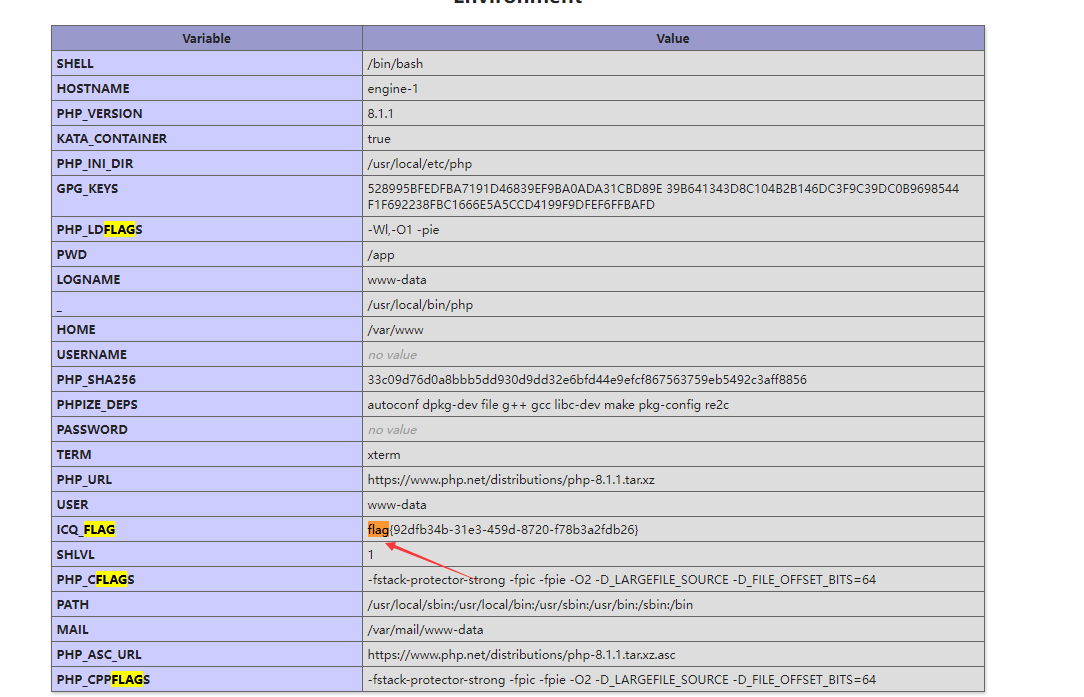 Environment
Variable Value
SHELL /bin/bash
HOSTNAME engine-1
PHP_VERSION 8.1.1
KATA_CONTAINER true
PHP_INI_DIR /usr/local/etc/php
GPG_KEYS 528995BFEDFBA7191D46839EF9BA0ADA31CBD89E 39B641343D8C104B2B146DC3F9C39DC0B9698544
F1F692238FBC1666E5A5CCD4199F9DFEF6FFBAFD
PHP_LDFLAGS -Wl,-O1 -pie
PWD /app
LOGNAME www-data
_ /usr/local/bin/php
HOME /var/www
USERNAME no value
PHP_SHA256 33c09d76d0a8bbb5dd930d9dd32e6bfd44e9efcf867563759eb5492c3aff8856
PHPIZE_DEPS autoconf dpkg-dev file g++ gcc libc-dev make pkg-config re2c
PASSWORD no value
TERM xterm
PHP_URL https://www.php.net/distributions/php-8.1.1.tar.xz
USER www-data
ICQ_FLAG flag{92dfb34b-31e3-459d-8720-f78b3a2fdb26}
SHLVL 1
PHP_CFLAGS -fstack-protector-strong -fpic -fpie -O2 -D_LARGEFILE_SOURCE -D_FILE_OFFSET_BITS=64
PATH /usr/local/sbin:/usr/local/bin:/usr/sbin:/usr/bin:/sbin:/bin
MAIL /var/mail/www-data
PHP_ASC_URL https://www.php.net/distributions/php-8.1.1.tar.xz.asc
PHP_CPPFLAGS -fstack-protector-strong -fpic -fpie -O2 -D_LARGEFILE_SOURCE -D_FILE_OFFSET_BITS=64